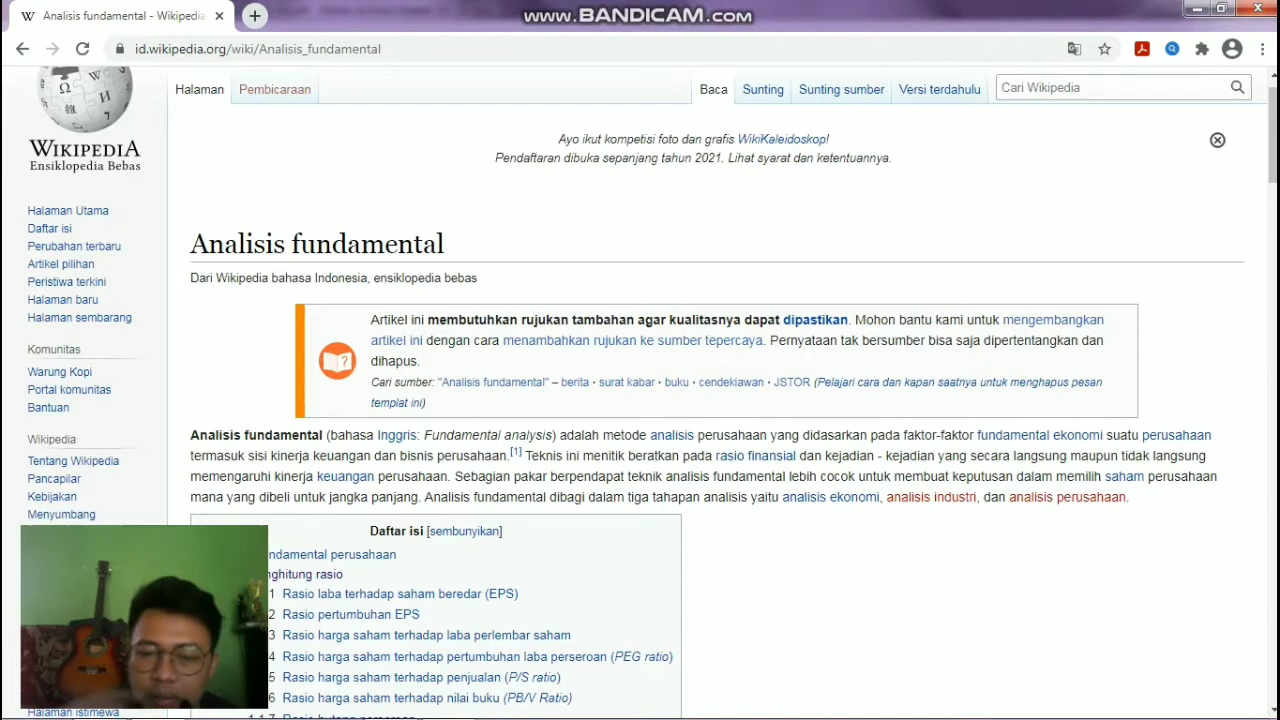 Analisis fundamental - Wikipedia
www.BANDICAM.com
id.wikipedia.org/wiki/Analisis_fundamental
Halaman
Pembicaraan
Baca
Sunting
Sunting sumber
Versi terdahulu
Cari Wikipedia
WIKIPEDIA
Ensiklopedia Bebas
Halaman Utama
Daftar isi
Perubahan terbaru
Artikel pilihan
Peristiwa terkini
Halaman baru
Halaman sembarang
Komunitas
Warung Kopi
Portal komunitas
Bantuan
Wikipedia
Tentang Wikipedia
Pancapilar
Kebijakan
Menyumbang
Halaman istimewa
Ayo ikut kompetisi foto dan grafis WikiKaleidoskop!
Pendaftaran dibuka sepanjang tahun 2021. Lihat syarat dan ketentuannya.
Analisis fundamental
Dari Wikipedia bahasa Indonesia, ensiklopedia bebas
Artikel ini membutuhkan rujukan tambahan agar kualitasnya dapat dipastikan. Mohon bantu kami untuk mengembangkan
artikel ini dengan cara menambahkan rujukan ke sumber tepercaya. Pernyataan tak bersumber bisa saja dipertentangkan dan
dihapus.
Cari sumber: "Analisis fundamental" – berita · surat kabar · buku · cendekiawan · JSTOR (Pelajari cara dan kapan saatnya untuk menghapus pesan
templat ini)
Analisis fundamental (bahasa Inggris: Fundamental analysis) adalah metode analisis perusahaan yang didasarkan pada faktor-faktor fundamental ekonomi suatu perusahaan
termasuk sisi kinerja keuangan dan bisnis perusahaan.[1] Teknis ini menitik beratkan pada rasio finansial dan kejadian - kejadian yang secara langsung maupun tidak langsung
memengaruhi kinerja keuangan perusahaan. Sebagian pakar berpendapat teknik analisis fundamental lebih cocok untuk membuat keputusan dalam memilih saham perusahaan
mana yang dibeli untuk jangka panjang. Analisis fundamental dibagi dalam tiga tahapan analisis yaitu analisis ekonomi, analisis industri, dan analisis perusahaan.
Daftar isi [sembunyikan]
ndamental perusahaan
nghitung rasio
1 Rasio laba terhadap saham beredar (EPS)
2 Rasio pertumbuhan EPS
3 Rasio harga saham terhadap laba perlembar saham
4 Rasio harga saham terhadap pertumbuhan laba perseroan (PEG ratio)
5 Rasio harga saham terhadap penjualan (P/S ratio)
6 Rasio harga saham terhadap nilai buku (PB/V Ratio)